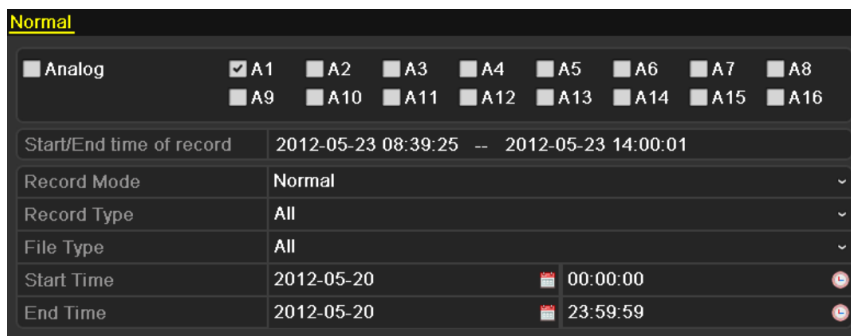 Normal
Analog A1 A2 A3 A4 A5 A6 A7 A8
A9 A10 A11 A12 A13 A14 A15 A16
Start/End time of record 2012-05-23 08:39:25 -- 2012-05-23 14:00:01
Record Mode Normal
Record Type All
File Type All
Start Time 2012-05-20 00:00:00
End Time 2012-05-20 23:59:59